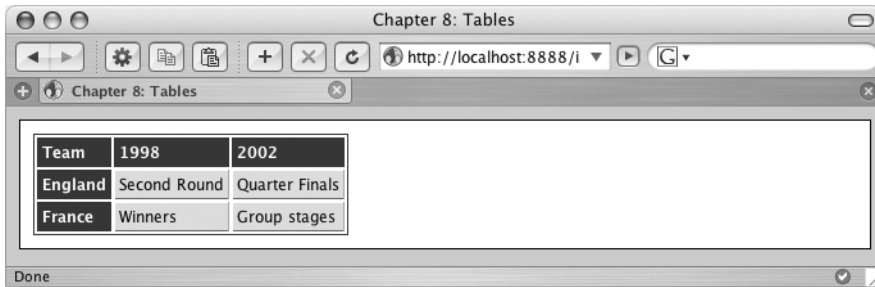 Chapter 8: Tables
http://localhost:8888/i
G
Chapter 8: Tables
Team 1998 2002
England Second Round Quarter Finals
France Winners Group stages
Done